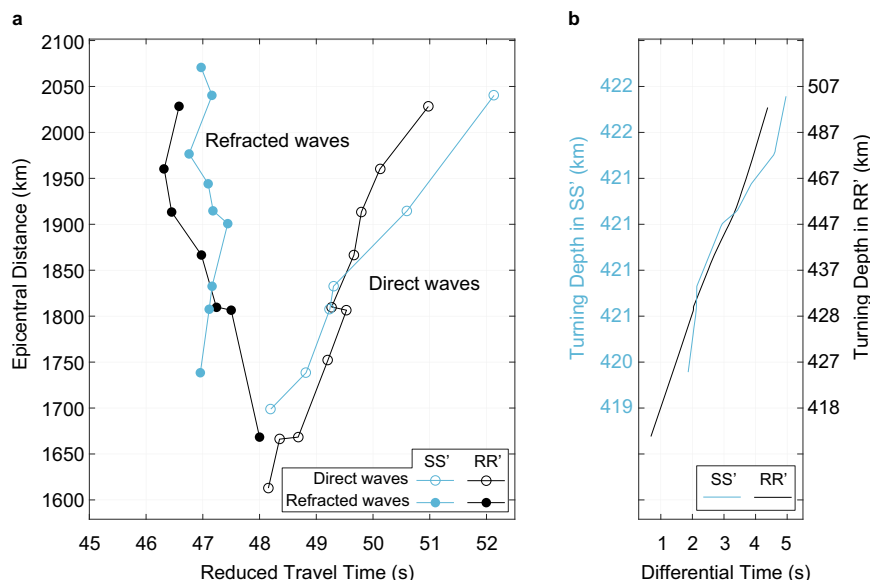 a
b
2100
2050
2000
1950
1900
1850
1800
1750
1700
1650
1600
Epicentral Distance (km)
Refracted waves
Direct waves
SS’ RR’
Direct waves
Refracted waves
45 46 47 48 49 50 51 52
Reduced Travel Time (s)
Turning Depth in SS’ (km)
422
422
421
421
421
421
420
419
507
487
467
447
437
428
427
418
Turning Depth in RR’ (km)
SS’ RR’
1 2 3 4 5
Differential Time (s)